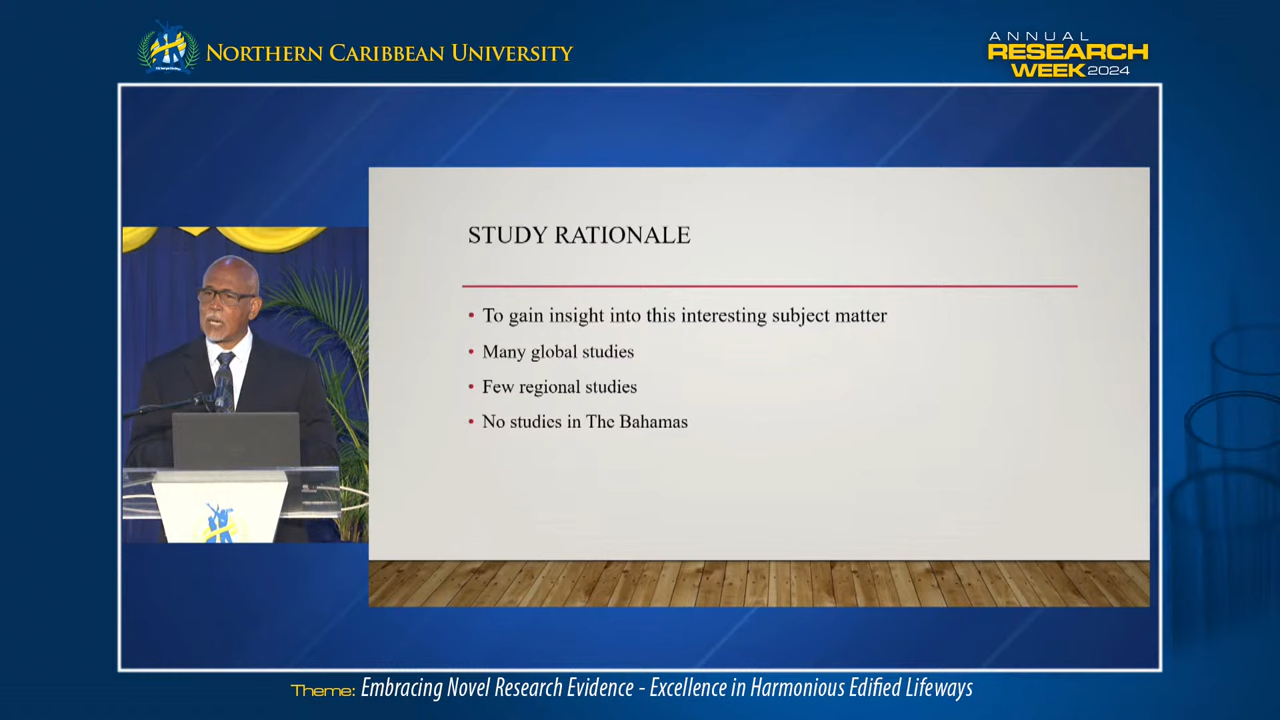 NORTHERN CARIBBEAN UNIVERSITY
ANNUAL
RESEARCH
WEEK 2024
STUDY RATIONALE
• To gain insight into this interesting subject matter
• Many global studies
• Few regional studies
• No studies in The Bahamas
Theme: Embracing Novel Research Evidence - Excellence in Harmonious Edified Lifeways